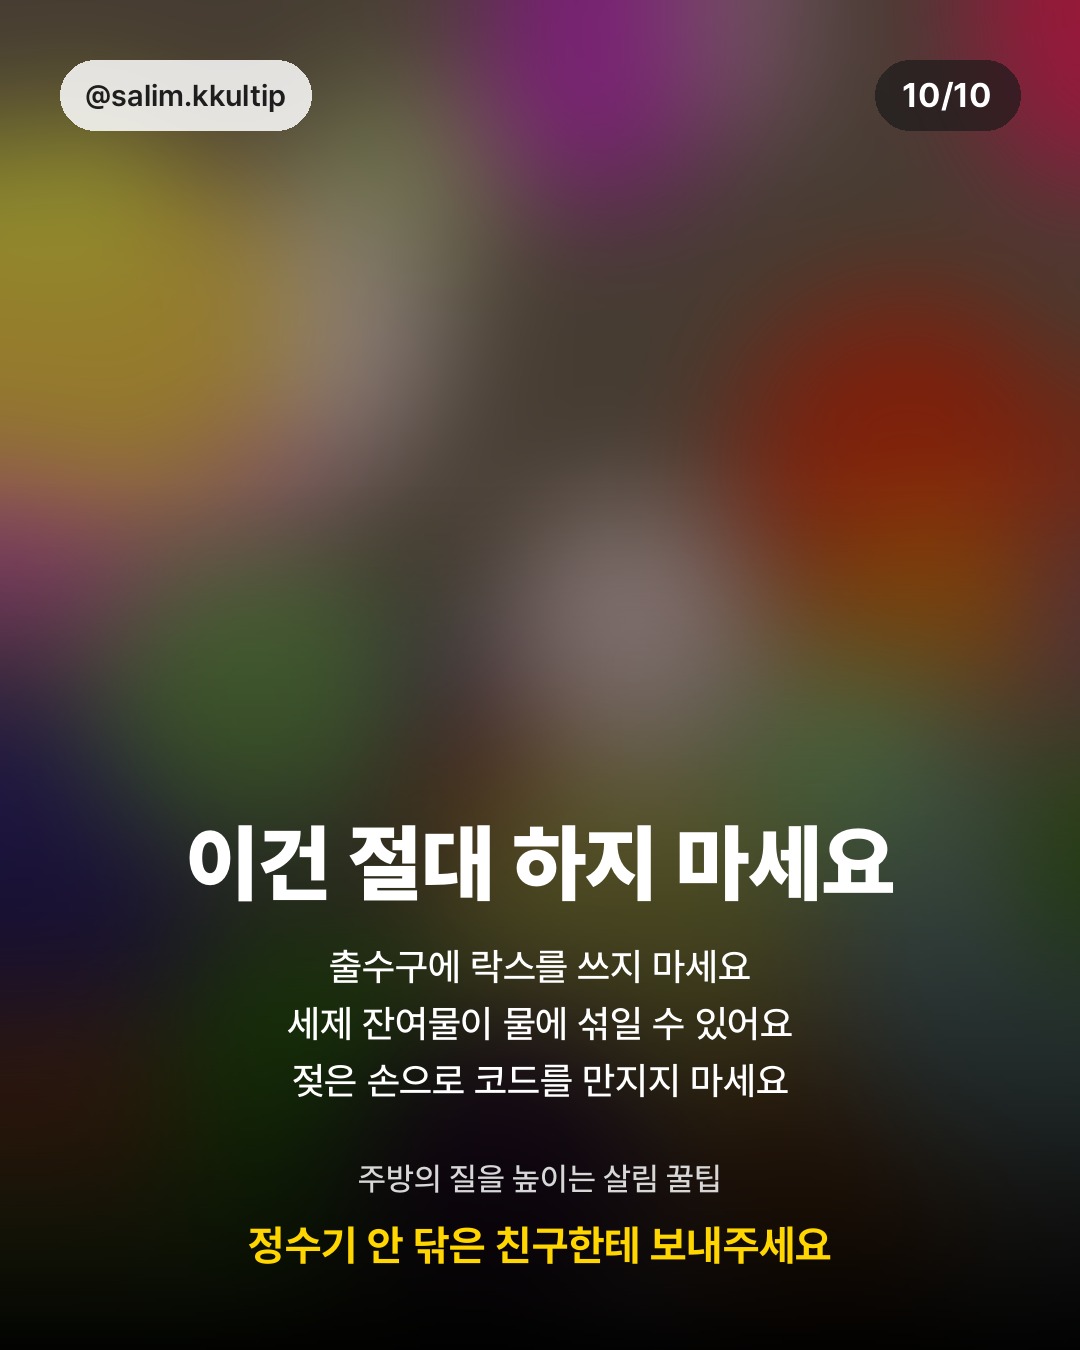 @salim.kkultip
10/10
이건 절대 하지 마세요
출수구에 락스를 쓰지 마세요
세제 잔여물이 물에 섞일 수 있어요
젖은 손으로 코드를 만지지 마세요
주방의 질을 높이는 살림 꿀팁
정수기 안 닦은 친구한테 보내주세요